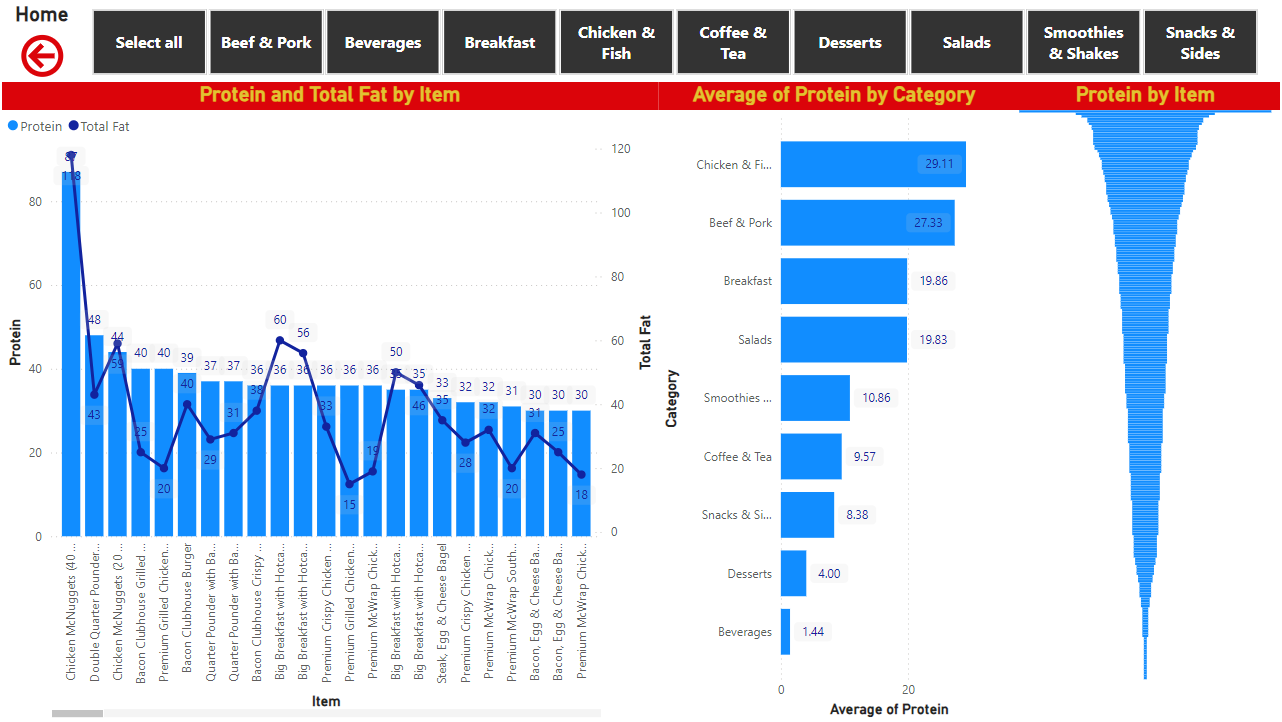 Home
Select all
Beef & Pork
Beverages
Breakfast
Chicken &
Fish
Coffee &
Tea
Desserts
Salads
Smoothies
& Shakes
Snacks &
Sides
Protein and Total Fat by Item
Average of Protein by Category
Protein by Item
Protein
Total Fat
Protein
80
60
40
20
0
120
100
80
60
40
20
0
Total Fat
87
48
44
40
40
39
37
37
36
36
36
36
36
36
35
35
33
32
32
31
30
30
30
118
43
59
25
20
40
29
31
38
60
56
33
15
19
50
46
35
28
32
20
31
25
18
Chicken McNuggets (40 ...
Double Quarter Pounder...
Chicken McNuggets (20 ...
Bacon Clubhouse Grilled ...
Premium Grilled Chicken...
Bacon Clubhouse Burger
Quarter Pounder with Ba...
Quarter Pounder with Ba...
Bacon Clubhouse Crispy ...
Big Breakfast with Hotca...
Big Breakfast with Hotca...
Premium Crispy Chicken ...
Premium Grilled Chicken...
Premium McWrap Chick...
Big Breakfast with Hotca...
Big Breakfast with Hotca...
Steak, Egg & Cheese Bagel
Premium Crispy Chicken ...
Premium McWrap Chick...
Premium McWrap South...
Bacon, Egg & Cheese Ba...
Bacon, Egg & Cheese Ba...
Premium McWrap Chick...
Item
Category
Chicken & Fi...
29.11
Beef & Pork
27.33
Breakfast
19.86
Salads
19.83
Smoothies ...
10.86
Coffee & Tea
9.57
Snacks & Si...
8.38
Desserts
4.00
Beverages
1.44
0
20
Average of Protein